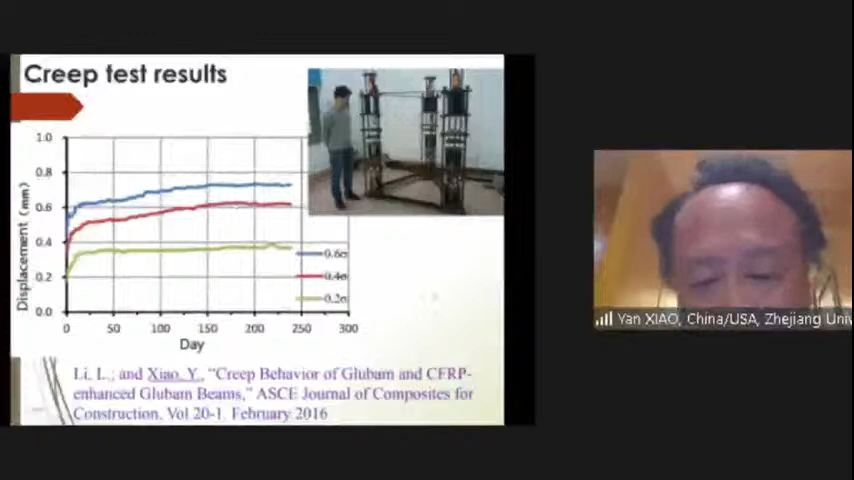 Creep test results
1.0
0.8
0.6
0.4
0.2
0.0
Displacement (mm)
0 50 100 150 200 250 300
Day
0.6σ
0.4σ
0.2σ
Li, L.; and Xiao, Y., "Creep Behavior of Glubam and CFRP-
enhanced Glubam Beams," ASCE Journal of Composites for
Construction, Vol 20-1, February 2016
Yan XIAO, China/USA, Zhejiang Univ